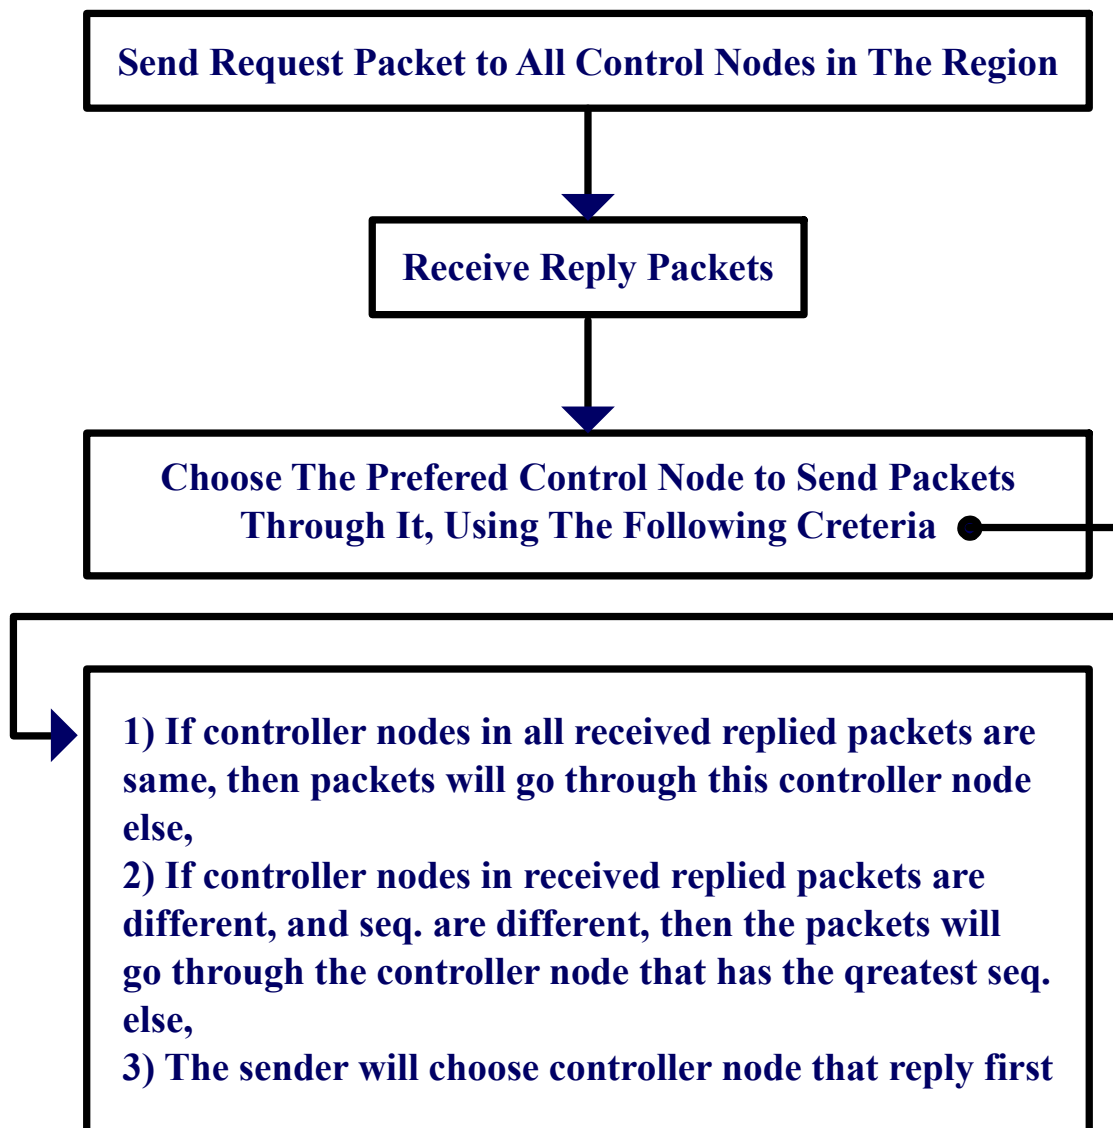 Send Request Packet to All Control Nodes in The Region
Receive Reply Packets
Choose The Prefered Control Node to Send Packets
Through It, Using The Following Creteria
1) If controller nodes in all received replied packets are
same, then packets will go through this controller node
else,
2) If controller nodes in received replied packets are
different, and seq. are different, then the packets will
go through the controller node that has the qreatest seq.
else,
3) The sender will choose controller node that reply first